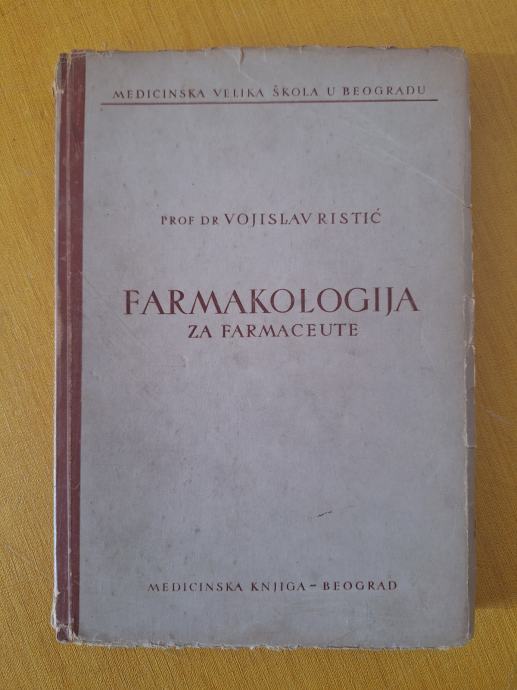 MEDICINSKA VELIKA ŠKOLA U BEOGRADU
PROF DR VOJISLAV RISTIĆ
FARMAKOLOGIJA
ZA FARMACEUTE
MEDICINSKA KNJIGA – BEOGRAD